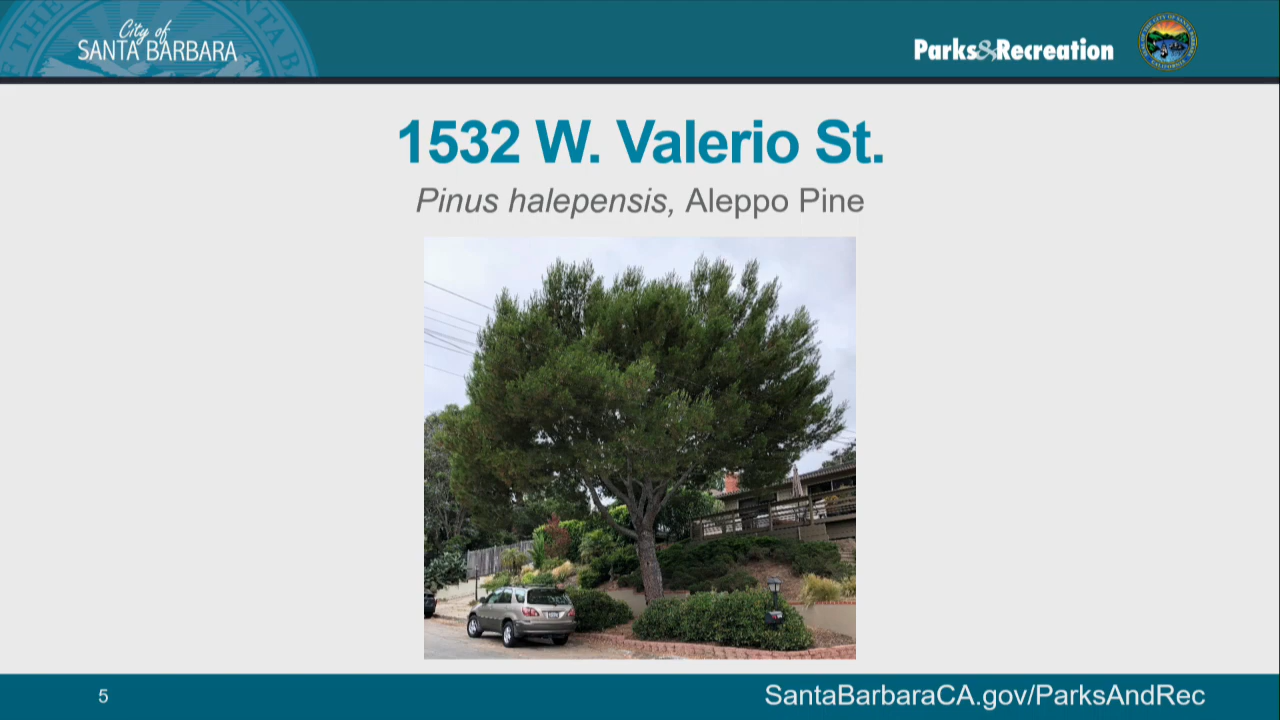 City of
SANTA BARBARA
Parks&Recreation
1532 W. Valerio St.
Pinus halepensis, Aleppo Pine
5
SantaBarbaraCA.gov/ParksAndRec